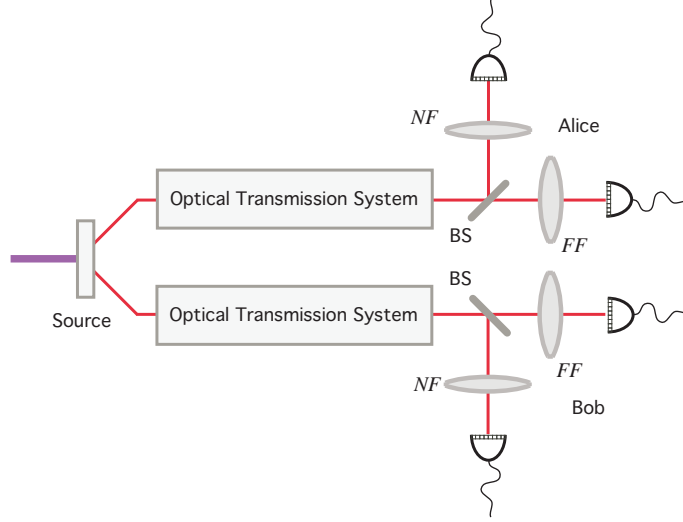 NF
Alice
Optical Transmission System
BS
FF
BS
Source
Optical Transmission System
FF
NF
Bob